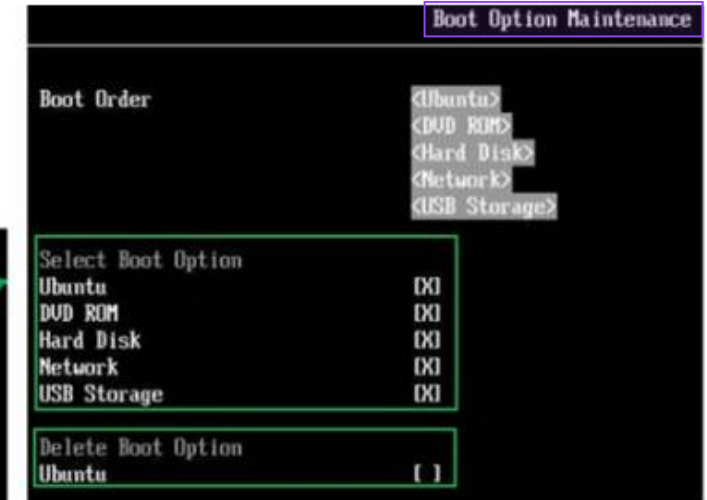 Boot Option Maintenance
Boot Order <Ubuntu>
<DVD ROM>
<Hard Disk>
<Network>
<USB Storage>
Select Boot Option
Ubuntu [X]
DVD ROM [X]
Hard Disk [X]
Network [X]
USB Storage [X]
Delete Boot Option
Ubuntu [ ]